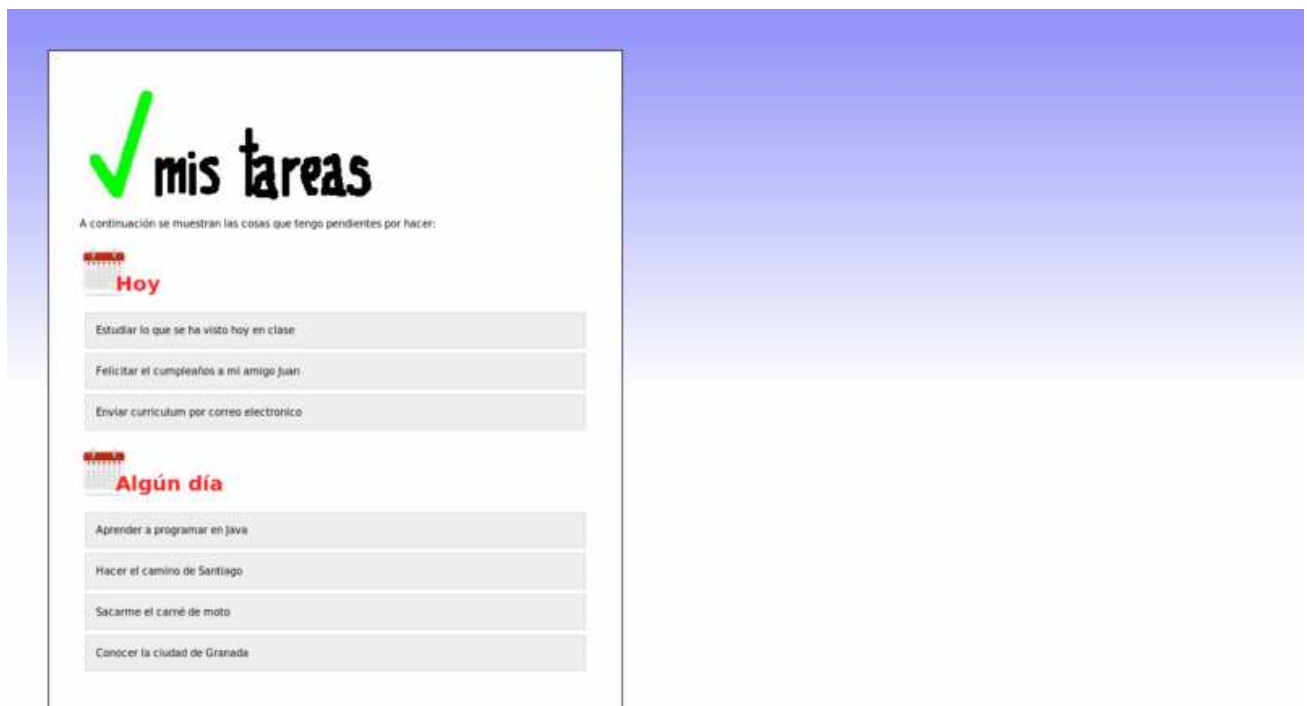 mis tareas
A continuación se muestran las cosas que tengo pendientes por hacer:
Hoy
Estudiar lo que se ha visto hoy en clase
Felicitar el cumpleaños a mi amigo Juan
Enviar curriculum por correo electronico
Algún día
Aprender a programar en Java
Hacer el camino de Santiago
Sacarme el carné de moto
Conocer la ciudad de Granada